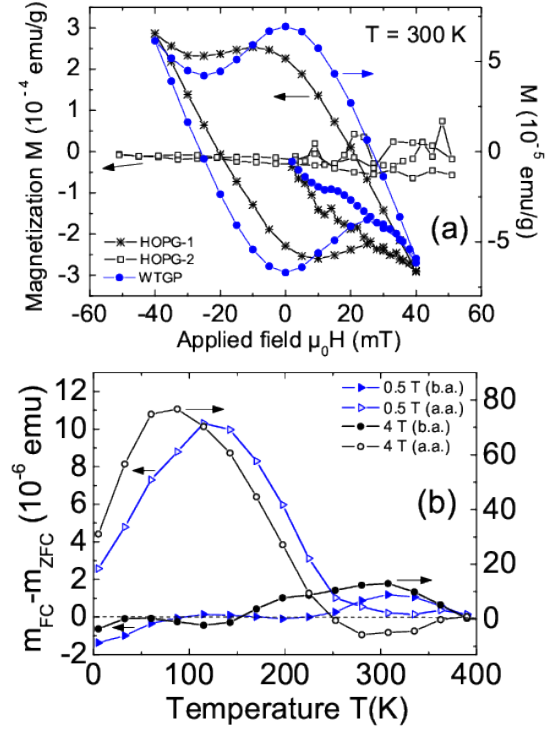 T = 300 K
Magnetization M (10⁻⁴ emu/g)
3
2
1
0
-1
-2
-3
M (10⁻⁵ emu/g)
5
0
-5
HOPG-1
HOPG-2
WTGP
(a)
-60 -40 -20 0 20 40 60
Applied field μ₀H (mT)
m_FC-m_ZFC (10⁻⁶ emu)
12
10
8
6
4
2
0
-2
80
60
40
20
0
0.5 T (b.a.)
0.5 T (a.a.)
4 T (b.a.)
4 T (a.a.)
(b)
0 100 200 300 400
Temperature T(K)